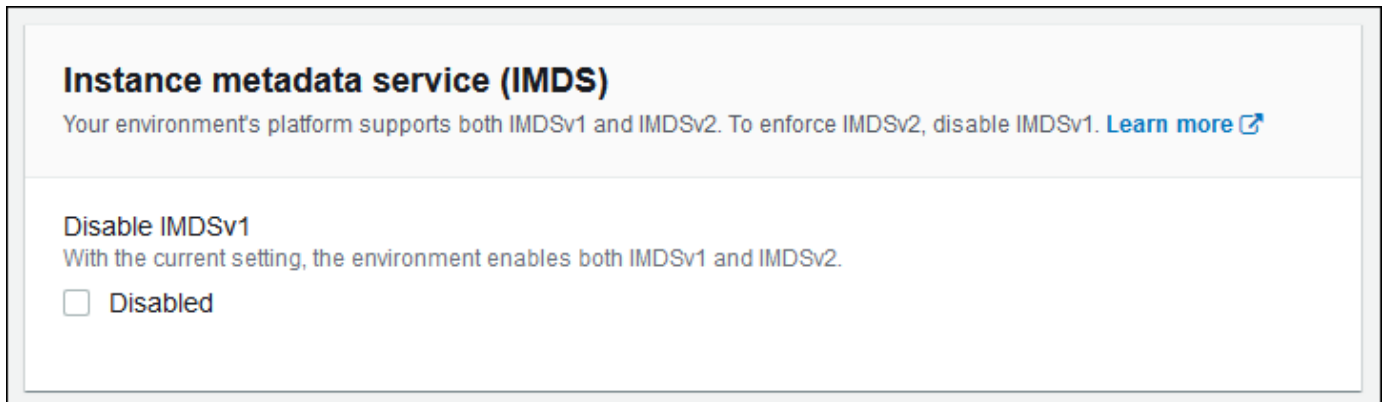 Instance metadata service (IMDS)
Your environment's platform supports both IMDSv1 and IMDSv2. To enforce IMDSv2, disable IMDSv1. Learn more
Disable IMDSv1
With the current setting, the environment enables both IMDSv1 and IMDSv2.
Disabled